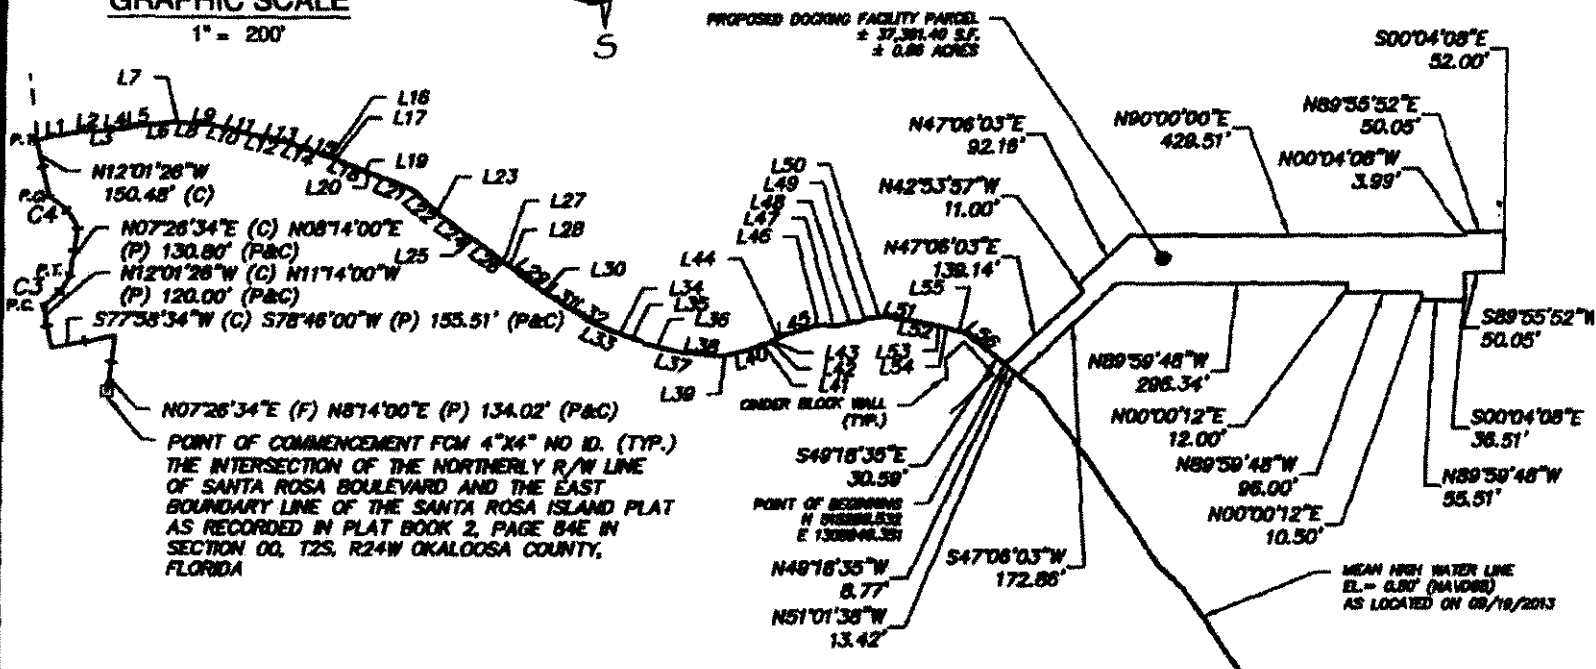 GRAPHIC SCALE
1" = 200'
S
PROPOSED DOCKING FACILITY PARCEL
± 37,381.40 S.F.
± 0.86 ACRES
S00°04'08"E
52.00'
L7
L16
L17
P.T.
L1
L2
L3
L4
L5
L6
L8
L9
L10
L11
L12
L13
L14
L15
L18
L19
L20
L21
L22
L23
L24
L25
L26
L27
L28
L29
L30
L31
L32
L33
L34
L35
L36
L37
L38
L39
L40
L41
L42
L43
L44
L45
L46
L47
L48
L49
L50
L51
L52
L53
L54
L55
L56
N47°06'03"E
92.16'
N90°00'00"E
429.51'
N89°55'52"E
50.05'
N00°04'08"W
3.99'
N12°01'26"W
150.48' (C)
P.C.
C4
N42°53'57"W
11.00'
N07°26'34"E (C) N08°14'00"E
(P) 130.80' (P&C)
N47°06'03"E
139.14'
P.T.
C3
P.C.
N12°01'26"W (C) N11°14'00"W
(P) 120.00' (P&C)
S77°58'34"W (C) S78°46'00"W (P) 155.51' (P&C)
S89°55'52"W
50.05'
N89°59'48"W
296.34'
CINDER BLOCK WALL
(TYP.)
N07°26'34"E (F) N8°14'00"E (P) 134.02' (P&C)
N00°00'12"E
12.00'
S00°04'08"E
36.51'
POINT OF COMMENCEMENT FCM 4"X4" NO ID. (TYP.)
THE INTERSECTION OF THE NORTHERLY R/W LINE
OF SANTA ROSA BOULEVARD AND THE EAST
BOUNDARY LINE OF THE SANTA ROSA ISLAND PLAT
AS RECORDED IN PLAT BOOK 2, PAGE 84E IN
SECTION 00, T2S, R24W OKALOOSA COUNTY,
FLORIDA
S49°18'35"E
30.59'
N89°59'48"W
96.00'
N89°59'48"W
55.51'
POINT OF BEGINNING
N
E
N00°00'12"E
10.50'
N49°18'35"W
8.77'
S47°06'03"W
172.86'
N51°01'38"W
13.42'
MEAN HIGH WATER LINE
EL.= 0.80' (NAVD88)
AS LOCATED ON 09/19/2013